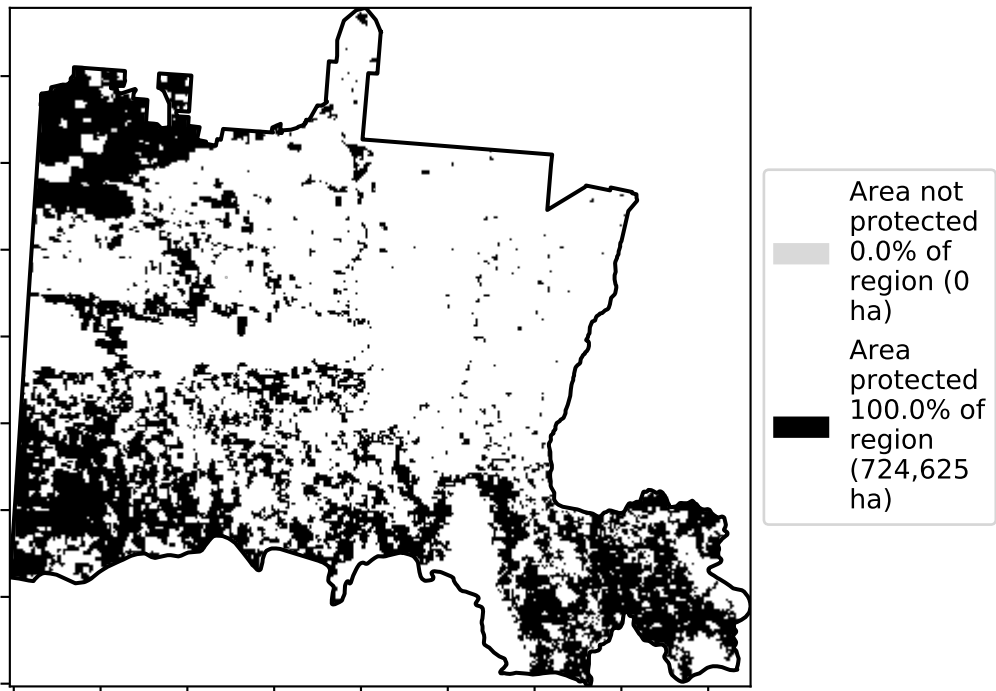 Area not
protected
0.0% of
region (0
ha)
Area
protected
100.0% of
region
(724,625
ha)